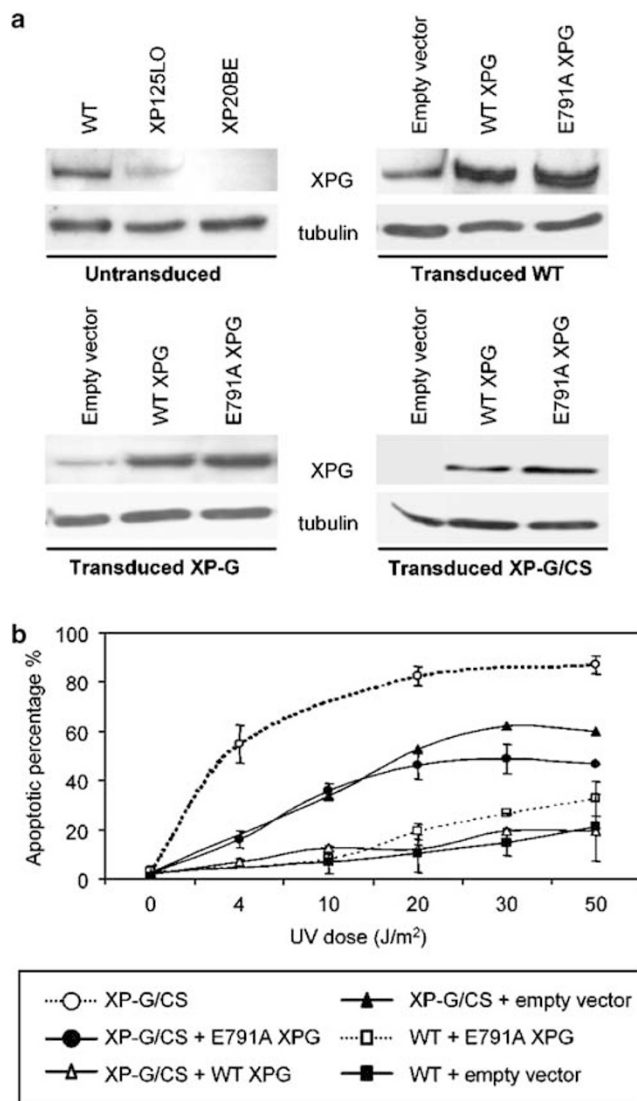 a
WT
XP125LO
XP20BE
Empty vector
WT XPG
E791A XPG
XPG
tubulin
Untransduced
Transduced WT
Empty vector
WT XPG
E791A XPG
Empty vector
WT XPG
E791A XPG
XPG
tubulin
Transduced XP-G
Transduced XP-G/CS
b
Apoptotic percentage %
100
80
60
40
20
0
0 4 10 20 30 50
UV dose (J/m²)
XP-G/CS
XP-G/CS + empty vector
XP-G/CS + E791A XPG
WT + E791A XPG
XP-G/CS + WT XPG
WT + empty vector